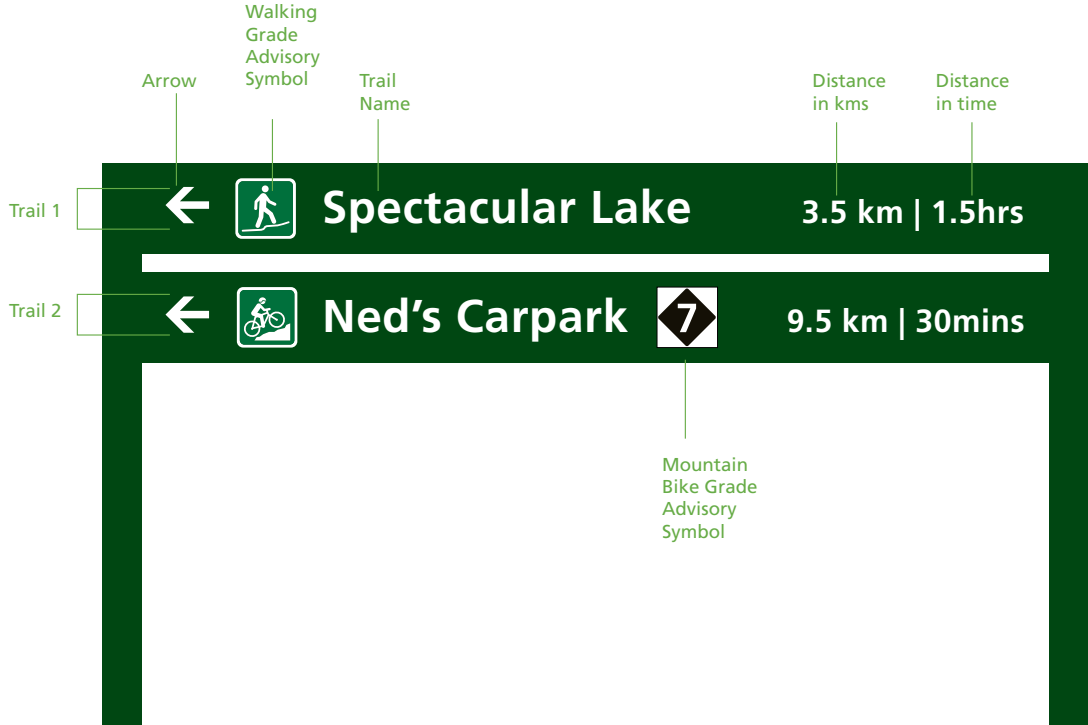 Walking
Grade
Advisory
Symbol
Arrow
Trail
Name
Distance
in kms
Distance
in time
Trail 1
Spectacular Lake
3.5 km | 1.5hrs
Trail 2
Ned's Carpark
7
9.5 km | 30mins
Mountain
Bike Grade
Advisory
Symbol